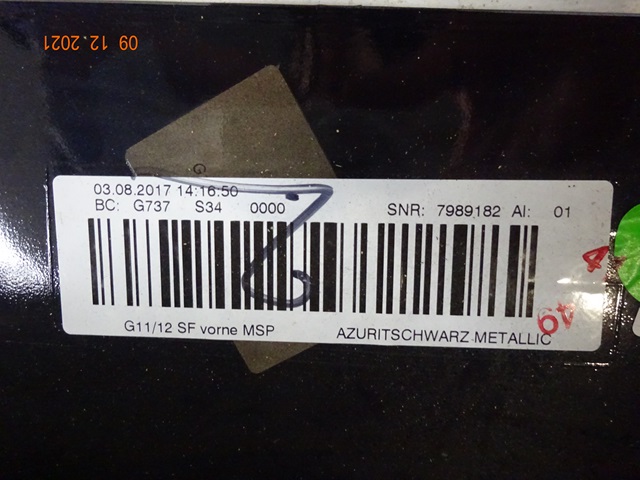 09 12 2021
03.08.2017 14:16:50
BC: G737 S34 0000 SNR: 7989182 AI: 01
G11/12 SF vorne MSP AZURITSCHWARZ METALLIC